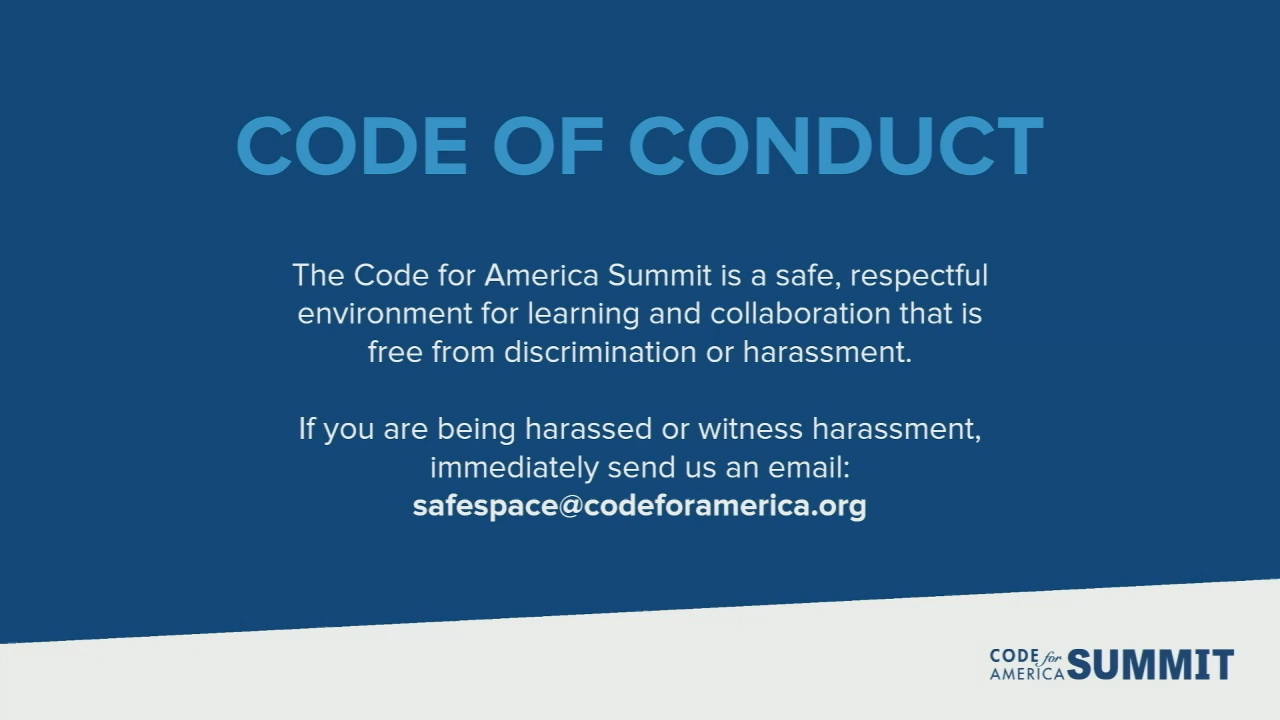 CODE OF CONDUCT
The Code for America Summit is a safe, respectful
environment for learning and collaboration that is
free from discrimination or harassment.
If you are being harassed or witness harassment,
immediately send us an email:
safespace@codeforamerica.org
CODE for
AMERICA SUMMIT